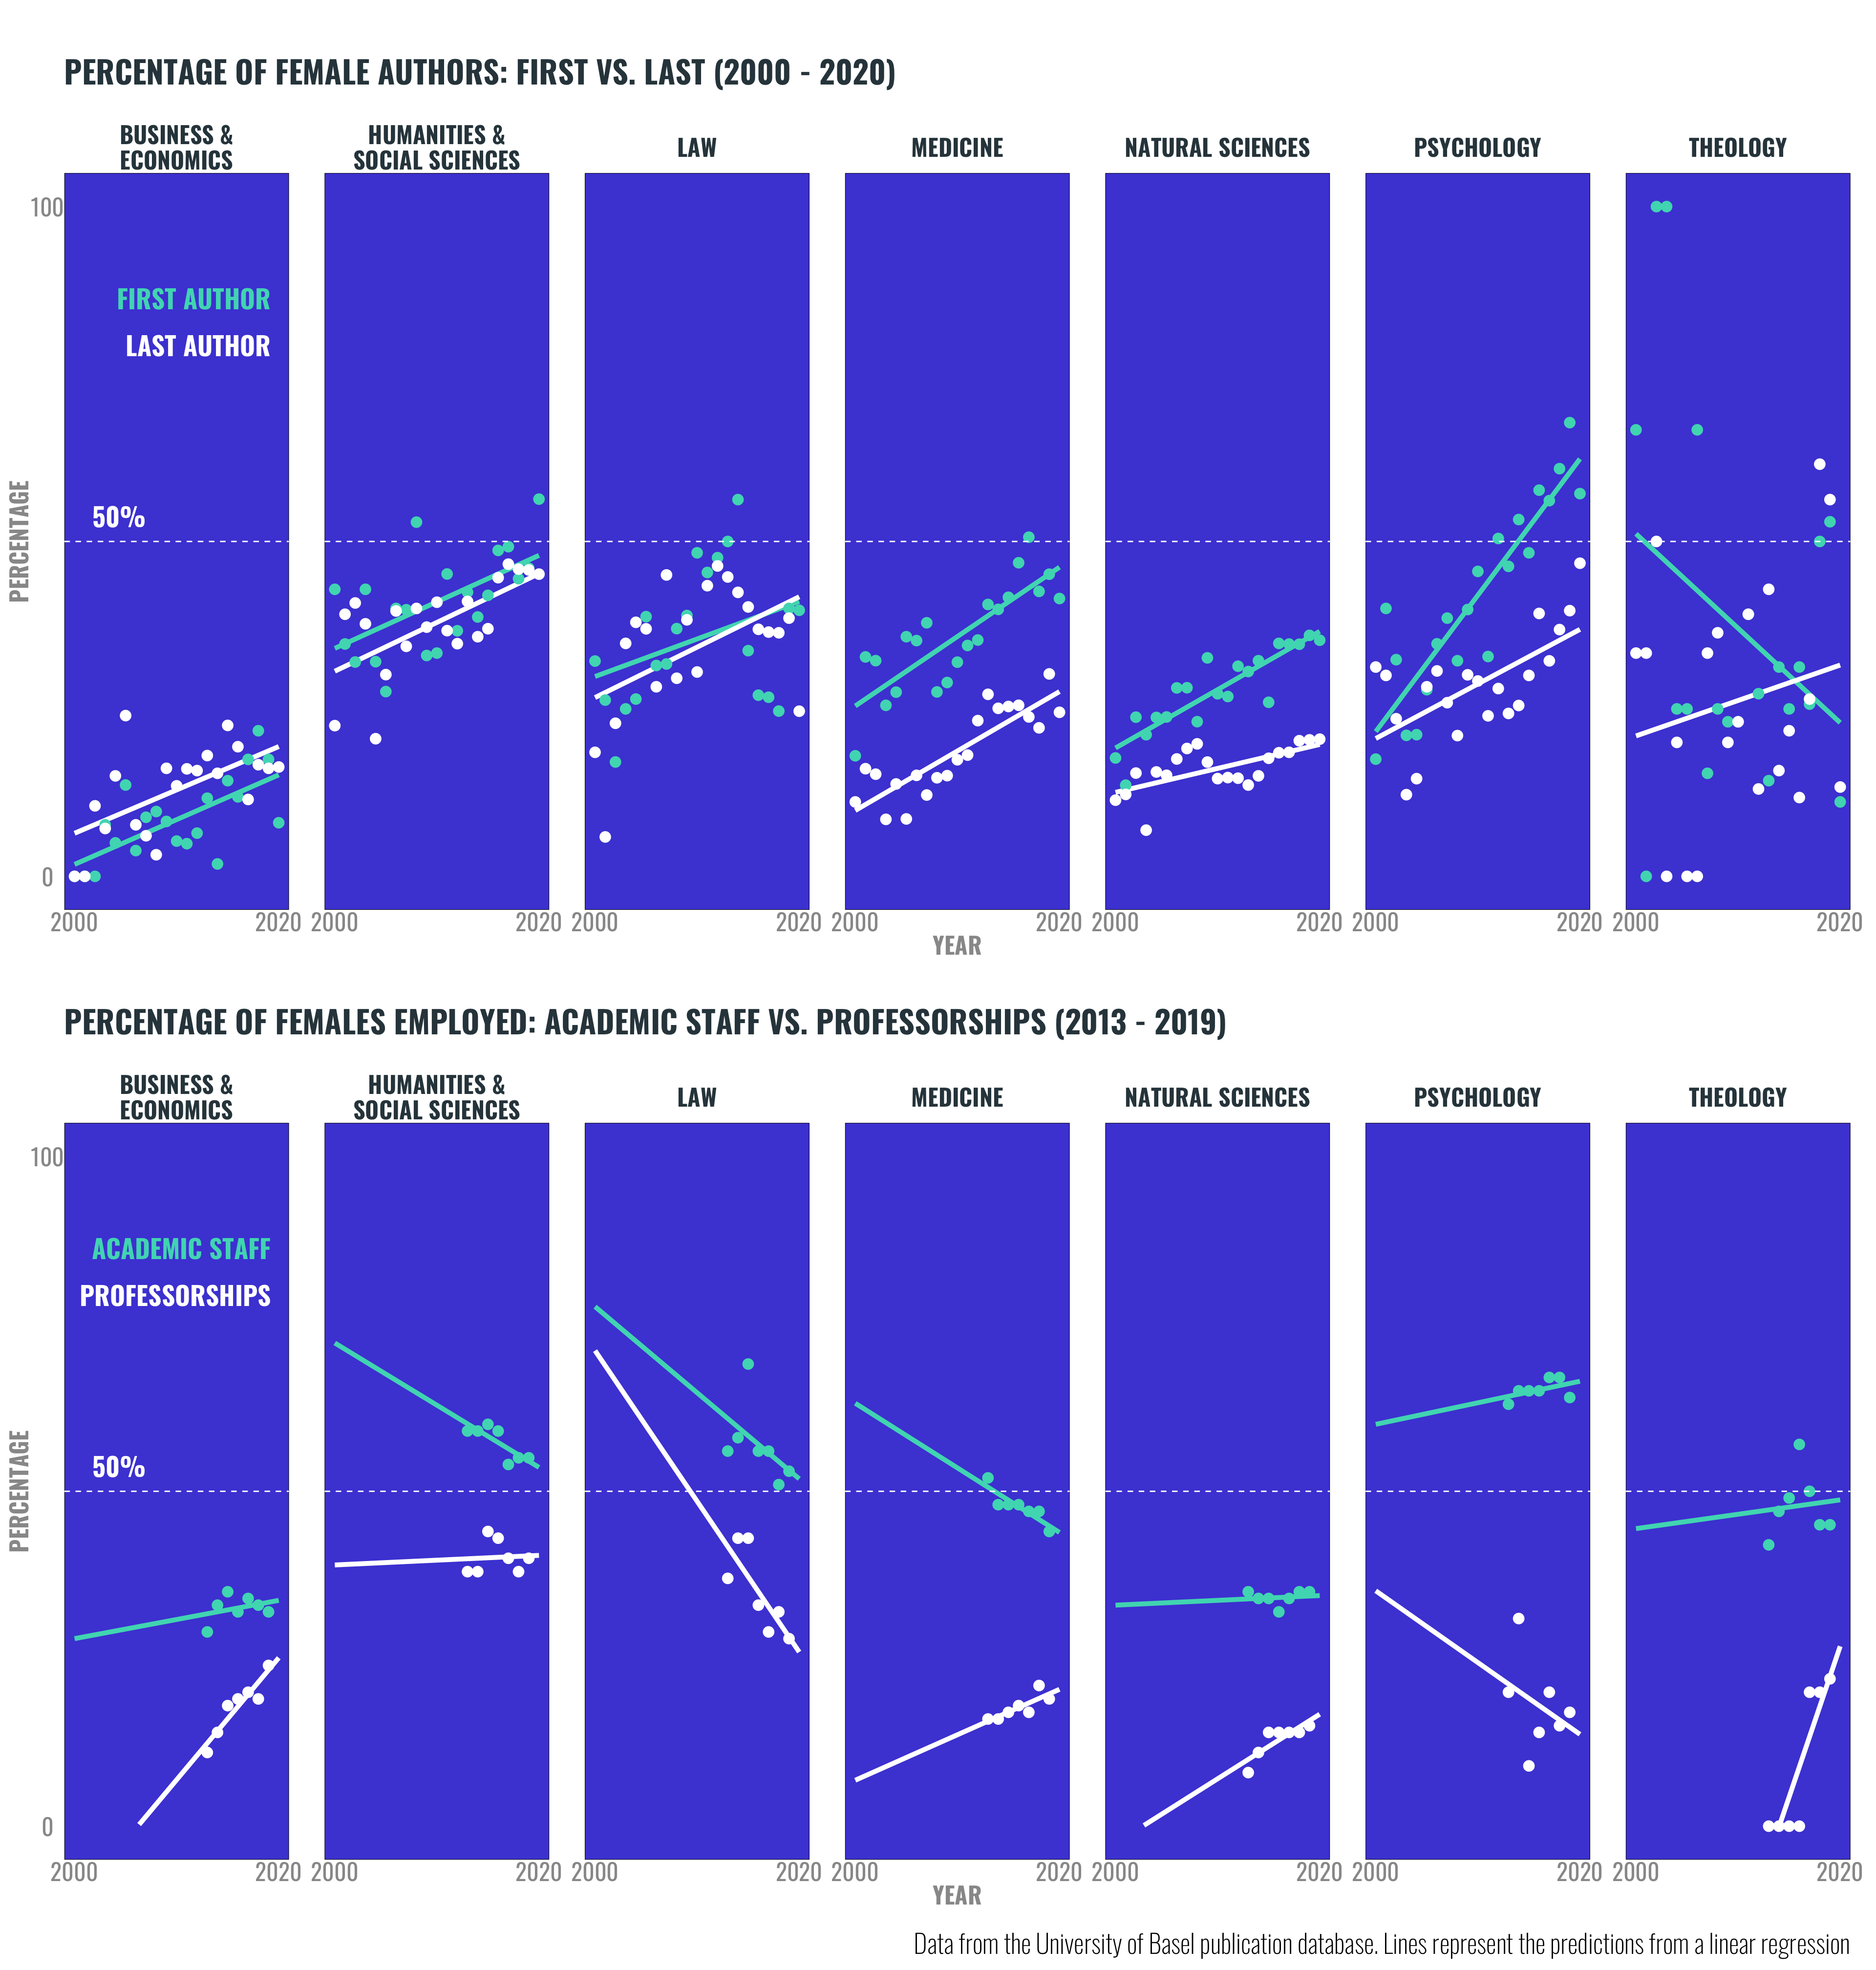 PERCENTAGE OF FEMALE AUTHORS: FIRST VS. LAST (2000 - 2020)
BUSINESS &
ECONOMICS
HUMANITIES &
SOCIAL SCIENCES
LAW
MEDICINE
NATURAL SCIENCES
PSYCHOLOGY
THEOLOGY
100
FIRST AUTHOR
LAST AUTHOR
50%
PERCENTAGE
0
2000 2020 2000 2020 2000 2020 2000 2020 2000 2020 2000 2020 2000 2020
YEAR
PERCENTAGE OF FEMALES EMPLOYED: ACADEMIC STAFF VS. PROFESSORSHIPS (2013 - 2019)
BUSINESS &
ECONOMICS
HUMANITIES &
SOCIAL SCIENCES
LAW
MEDICINE
NATURAL SCIENCES
PSYCHOLOGY
THEOLOGY
100
ACADEMIC STAFF
PROFESSORSHIPS
50%
PERCENTAGE
0
2000 2020 2000 2020 2000 2020 2000 2020 2000 2020 2000 2020 2000 2020
YEAR
Data from the University of Basel publication database. Lines represent the predictions from a linear regression